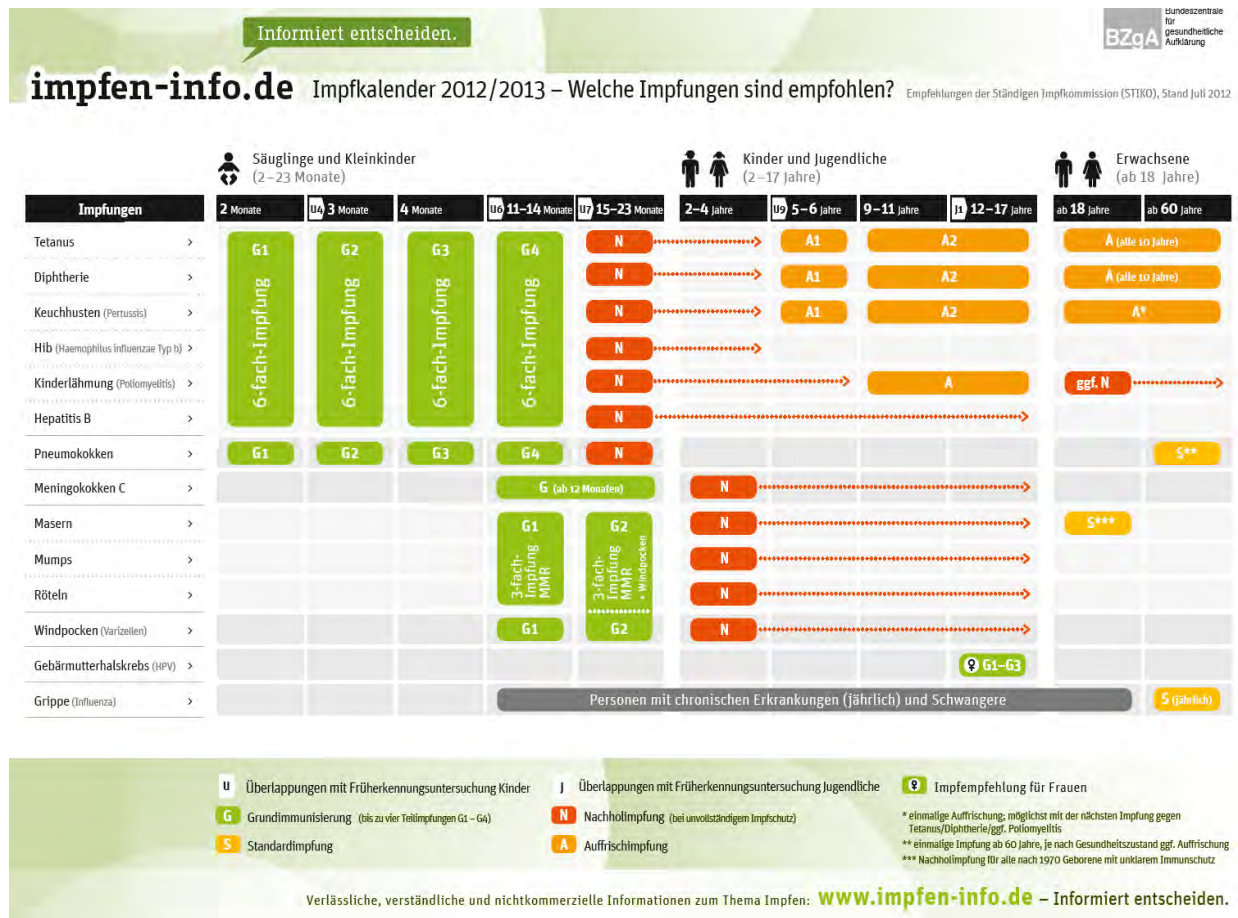 Informiert entscheiden.
BZgA
Bundeszentrale
für
gesundheitliche
Aufklärung
impfen-info.de Impfkalender 2012/2013 – Welche Impfungen sind empfohlen? Empfehlungen der Ständigen Impfkommission (STIKO), Stand Juli 2012
Säuglinge und Kleinkinder
(2–23 Monate)
Kinder und Jugendliche
(2–17 Jahre)
Erwachsene
(ab 18 Jahre)
Impfungen 2 Monate U4 3 Monate 4 Monate U6 11–14 Monate U7 15–23 Monate 2–4 Jahre U9 5–6 Jahre 9–11 Jahre J1 12–17 Jahre ab 18 Jahre ab 60 Jahre
Tetanus > N A1 A2 A (alle 10 Jahre)
G1 G2 G3 G4
6-fach-Impfung 6-fach-Impfung 6-fach-Impfung 6-fach-Impfung
Diphtherie > N A1 A2 A (alle 10 Jahre)
Keuchhusten (Pertussis) > N A1 A2 A*
Hib (Haemophilus influenzae Typ b) > N
Kinderlähmung (Poliomyelitis) > N A ggf. N
Hepatitis B > N
Pneumokokken > G1 G2 G3 G4 N S**
Meningokokken C > G (ab 12 Monaten) N
Masern > G1 G2 N S***
3-fach-
Impfung
MMR
3-fach-
Impfung
MMR
+ Windpocken
Mumps > N
Röteln > N
Windpocken (Varizellen) > G1 G2 N
Gebärmutterhalskrebs (HPV) > ♀ G1–G3
Grippe (Influenza) > Personen mit chronischen Erkrankungen (jährlich) und Schwangere S (jährlich)
U Überlappungen mit Früherkennungsuntersuchung Kinder
G Grundimmunisierung (bis zu vier Teilimpfungen G1 – G4)
S Standardimpfung
J Überlappungen mit Früherkennungsuntersuchung Jugendliche
N Nachholimpfung (bei unvollständigem Impfschutz)
A Auffrischimpfung
♀ Impfempfehlung für Frauen
* einmalige Auffrischung; möglichst mit der nächsten Impfung gegen
Tetanus/Diphtherie/ggf. Poliomyelitis
** einmalige Impfung ab 60 Jahre, je nach Gesundheitszustand ggf. Auffrischung
*** Nachholimpfung für alle nach 1970 Geborene mit unklarem Immunschutz
Verlässliche, verständliche und nichtkommerzielle Informationen zum Thema Impfen: www.impfen-info.de – Informiert entscheiden.